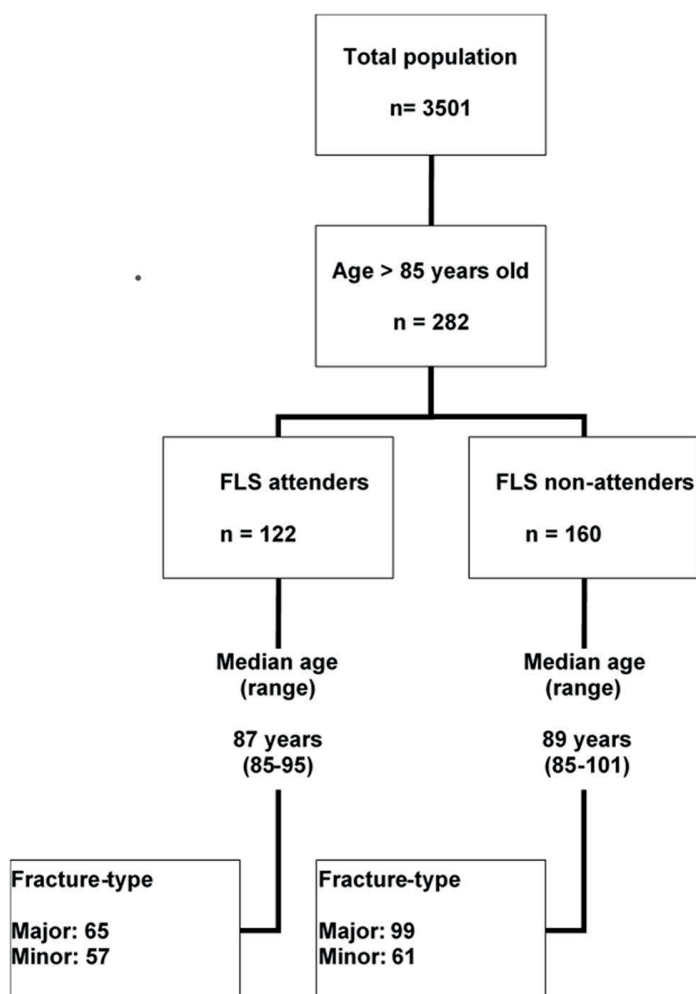 Total population
n= 3501
Age > 85 years old
n = 282
FLS attenders
n = 122
FLS non-attenders
n = 160
Median age
(range)
87 years
(85-95)
Median age
(range)
89 years
(85-101)
Fracture-type
Major: 65
Minor: 57
Fracture-type
Major: 99
Minor: 61